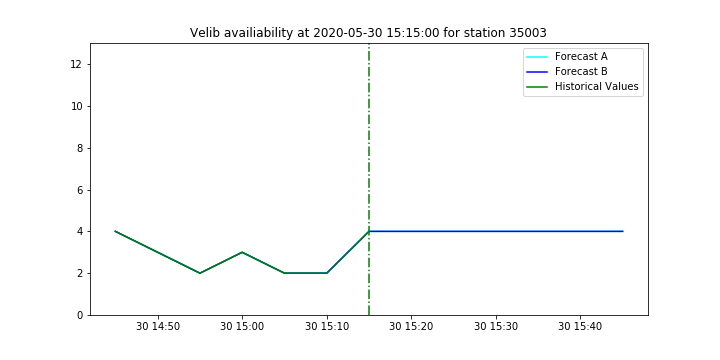 Velib availiability at 2020-05-30 15:15:00 for station 35003
Forecast A
Forecast B
Historical Values
12
10
8
6
4
2
0
30 14:50 30 15:00 30 15:10 30 15:20 30 15:30 30 15:40